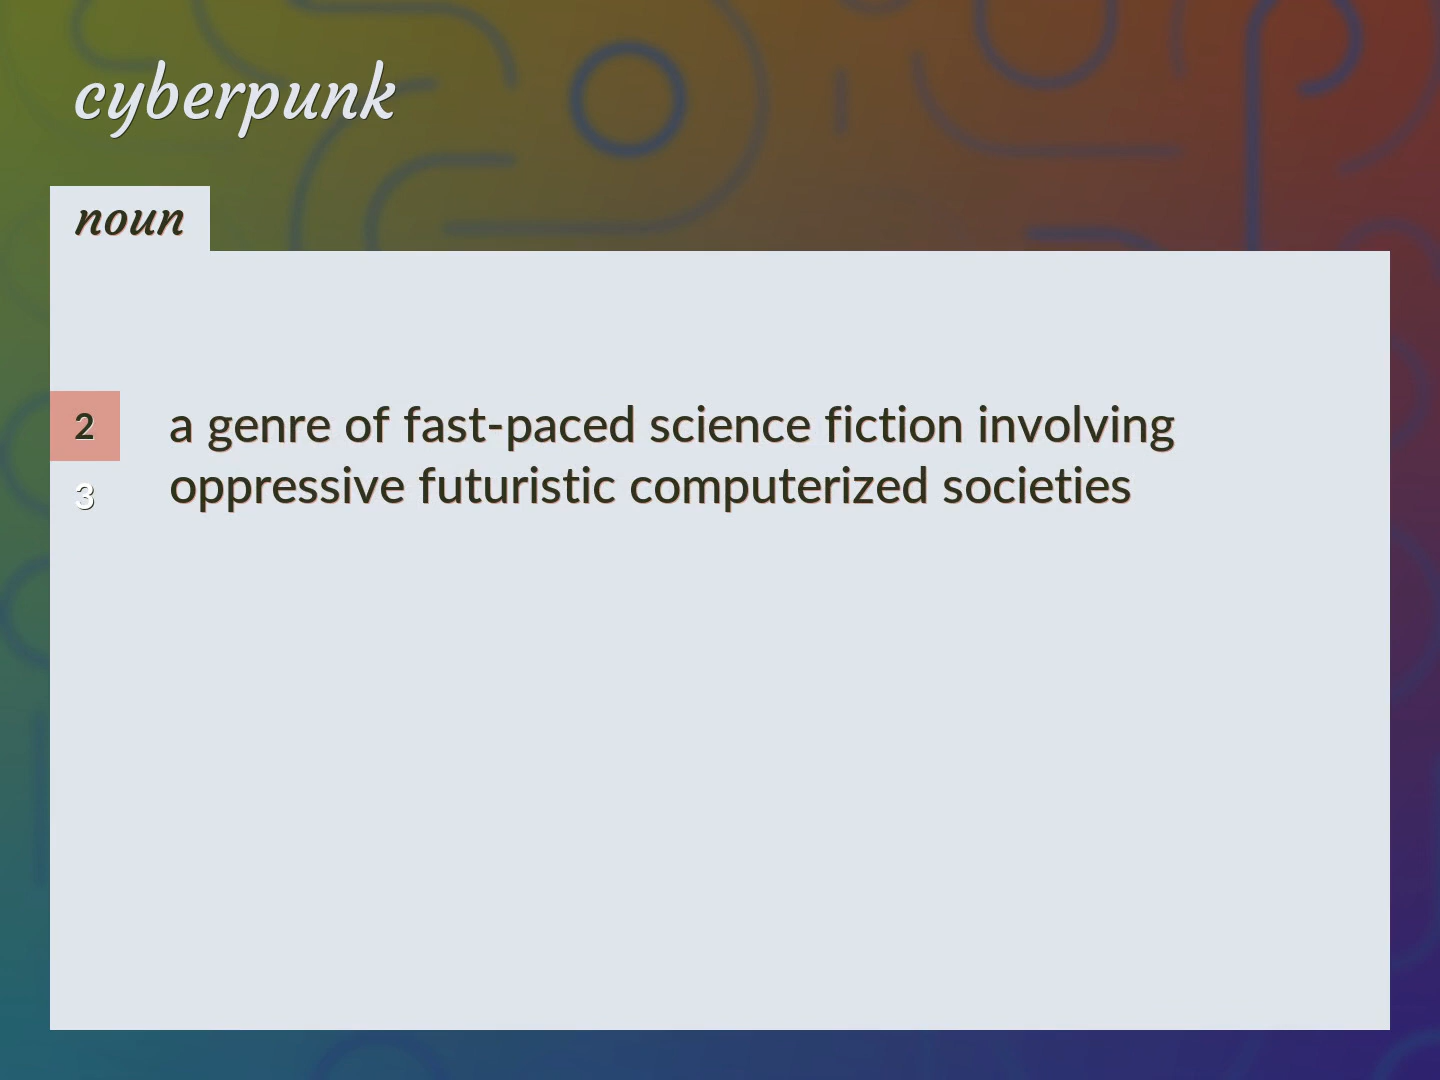 cyberpunk
noun
2
a genre of fast-paced science fiction involving
oppressive futuristic computerized societies
3